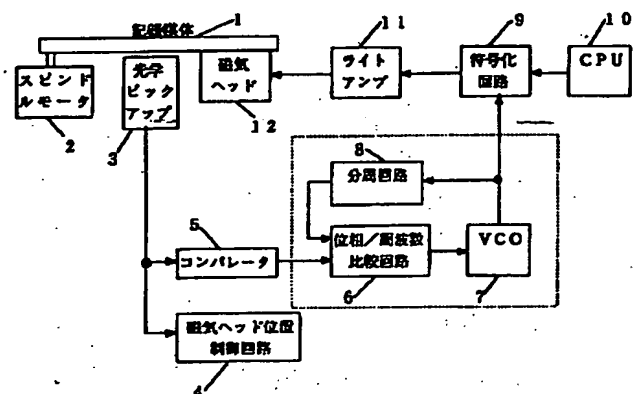 記録媒体
1
11
9
10
スピンド
ルモータ
光学
ピック
アップ
磁気
ヘッド
ライト
アンプ
符号化
回路
CPU
2
3
12
8
分周回路
5
コンパレータ
位相/周波数
比較回路
VCO
6
7
磁気ヘッド位置
制御回路
4